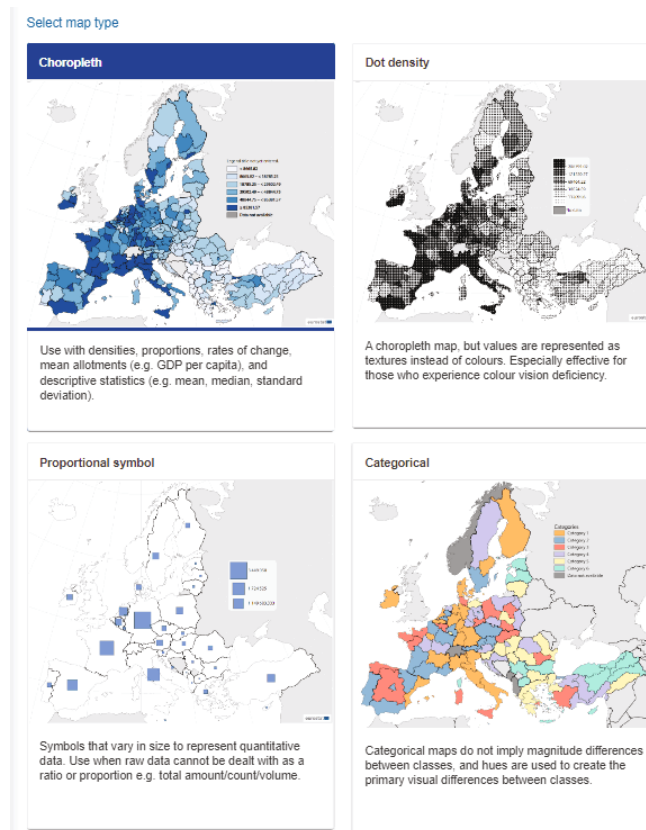 Select map type
Choropleth
Dot density
Data not available
Use with densities, proportions, rates of change,
mean allotments (e.g. GDP per capita), and
descriptive statistics (e.g. mean, median, standard
deviation).
A choropleth map, but values are represented as
textures instead of colours. Especially effective for
those who experience colour vision deficiency.
Proportional symbol
Categorical
Categories
Category 1
Category 2
Category 3
Category 4
Category 5
Category 6
Data not available
Symbols that vary in size to represent quantitative
data. Use when raw data cannot be dealt with as a
ratio or proportion e.g. total amount/count/volume.
Categorical maps do not imply magnitude differences
between classes, and hues are used to create the
primary visual differences between classes.